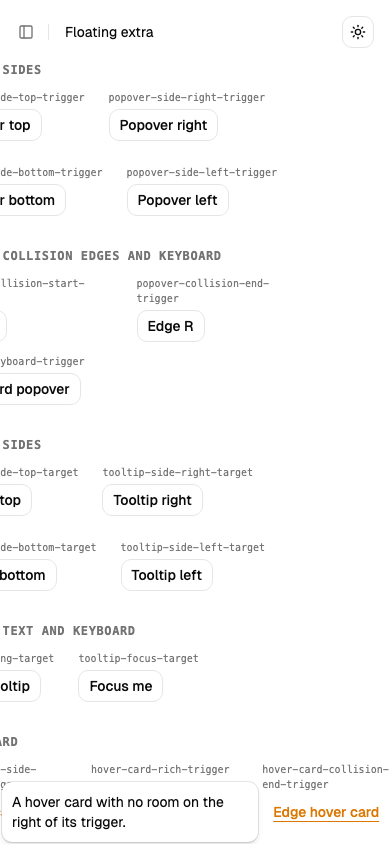 Floating extra
SIDES
de-top-trigger popover-side-right-trigger
r top Popover right
de-bottom-trigger popover-side-left-trigger
r bottom Popover left
COLLISION EDGES AND KEYBOARD
llision-start- popover-collision-end-
trigger
Edge R
yboard-trigger
rd popover
SIDES
de-top-target tooltip-side-right-target
top Tooltip right
de-bottom-target tooltip-side-left-target
bottom Tooltip left
TEXT AND KEYBOARD
ng-target tooltip-focus-target
oltip Focus me
ARD
-side- hover-card-rich-trigger hover-card-collision-
end-trigger
A hover card with no room on the
right of its trigger.
Edge hover card